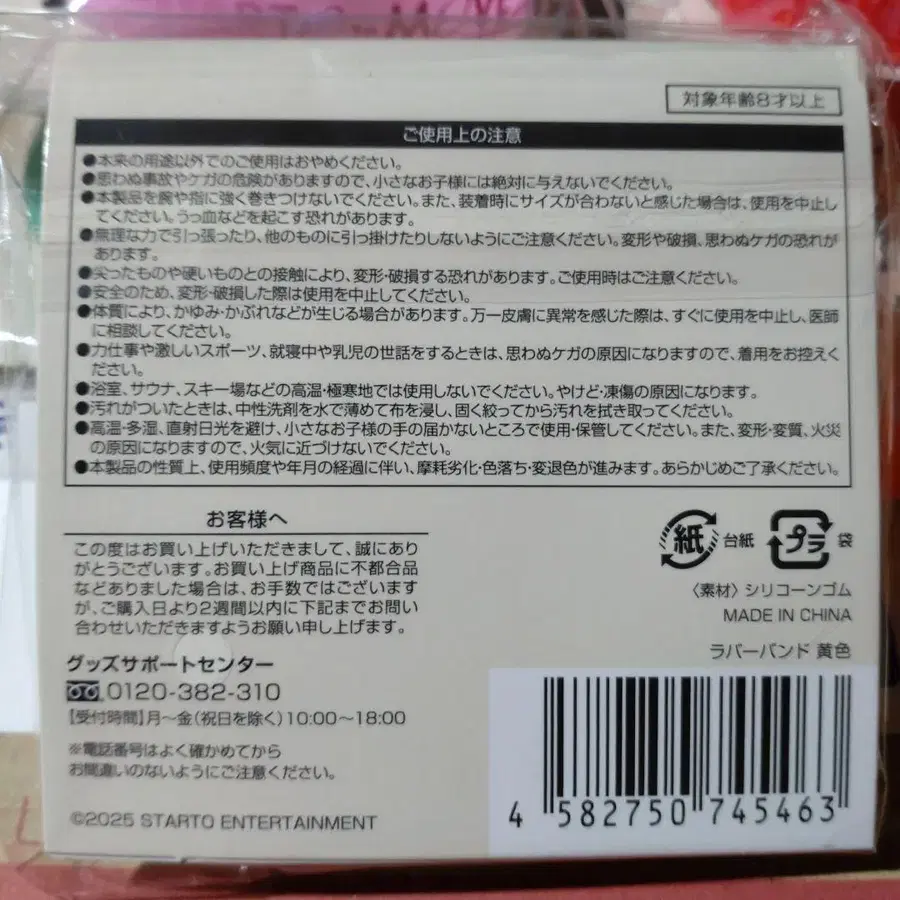 対象年齢8才以上
ご使用上の注意
●本来の用途以外でのご使用はおやめください。
●思わぬ事故やケガの危険がありますので、小さなお子様には絶対に与えないでください。
●本製品を腕や指に強く巻きつけないでください。また、装着時にサイズが合わないと感じた場合は、使用を中止し
てください。うっ血などを起こす恐れがあります。
●無理な力で引っ張ったり、他のものに引っ掛けたりしないようにご注意ください。変形や破損、思わぬケガの恐れが
あります。
●尖ったものや硬いものとの接触により、変形・破損する恐れがあります。ご使用時はご注意ください。
●安全のため、変形・破損した際は使用を中止してください。
●体質により、かゆみ・かぶれなどが生じる場合があります。万一皮膚に異常を感じた際は、すぐに使用を中止し、医師
に相談してください。
●力仕事や激しいスポーツ、就寝中や乳児の世話をするときは、思わぬケガの原因になりますので、着用をお控えく
ださい。
●浴室、サウナ、スキー場などの高温・極寒地では使用しないでください。やけど・凍傷の原因になります。
●汚れがついたときは、中性洗剤を水で薄めて布を浸し、固く絞ってから汚れを拭き取ってください。
●高温・多湿、直射日光を避け、小さなお子様の手の届かないところで使用・保管してください。また、変形・変質、火災
の原因になりますので、火気に近づけないでください。
●本製品の性質上、使用頻度や年月の経過に伴い、摩耗劣化・色落ち・変退色が進みます。あらかじめご了承ください。
お客様へ
この度はお買い上げいただきまして、誠にあり
がとうございます。お買い上げ商品に不都合品
などありました場合は、お手数ではございます
が、ご購入日より2週間以内に下記までお問い
合わせいただきますようお願い申し上げます。
グッズサポートセンター
0120-382-310
【受付時間】月〜金(祝日を除く)10:00〜18:00
※電話番号はよく確かめてから
お間違いのないようにご注意ください。
©2025 STARTO ENTERTAINMENT
紙 台紙 プラ 袋
〈素材〉シリコーンゴム
MADE IN CHINA
ラバーバンド 黄色
4 582750 745463